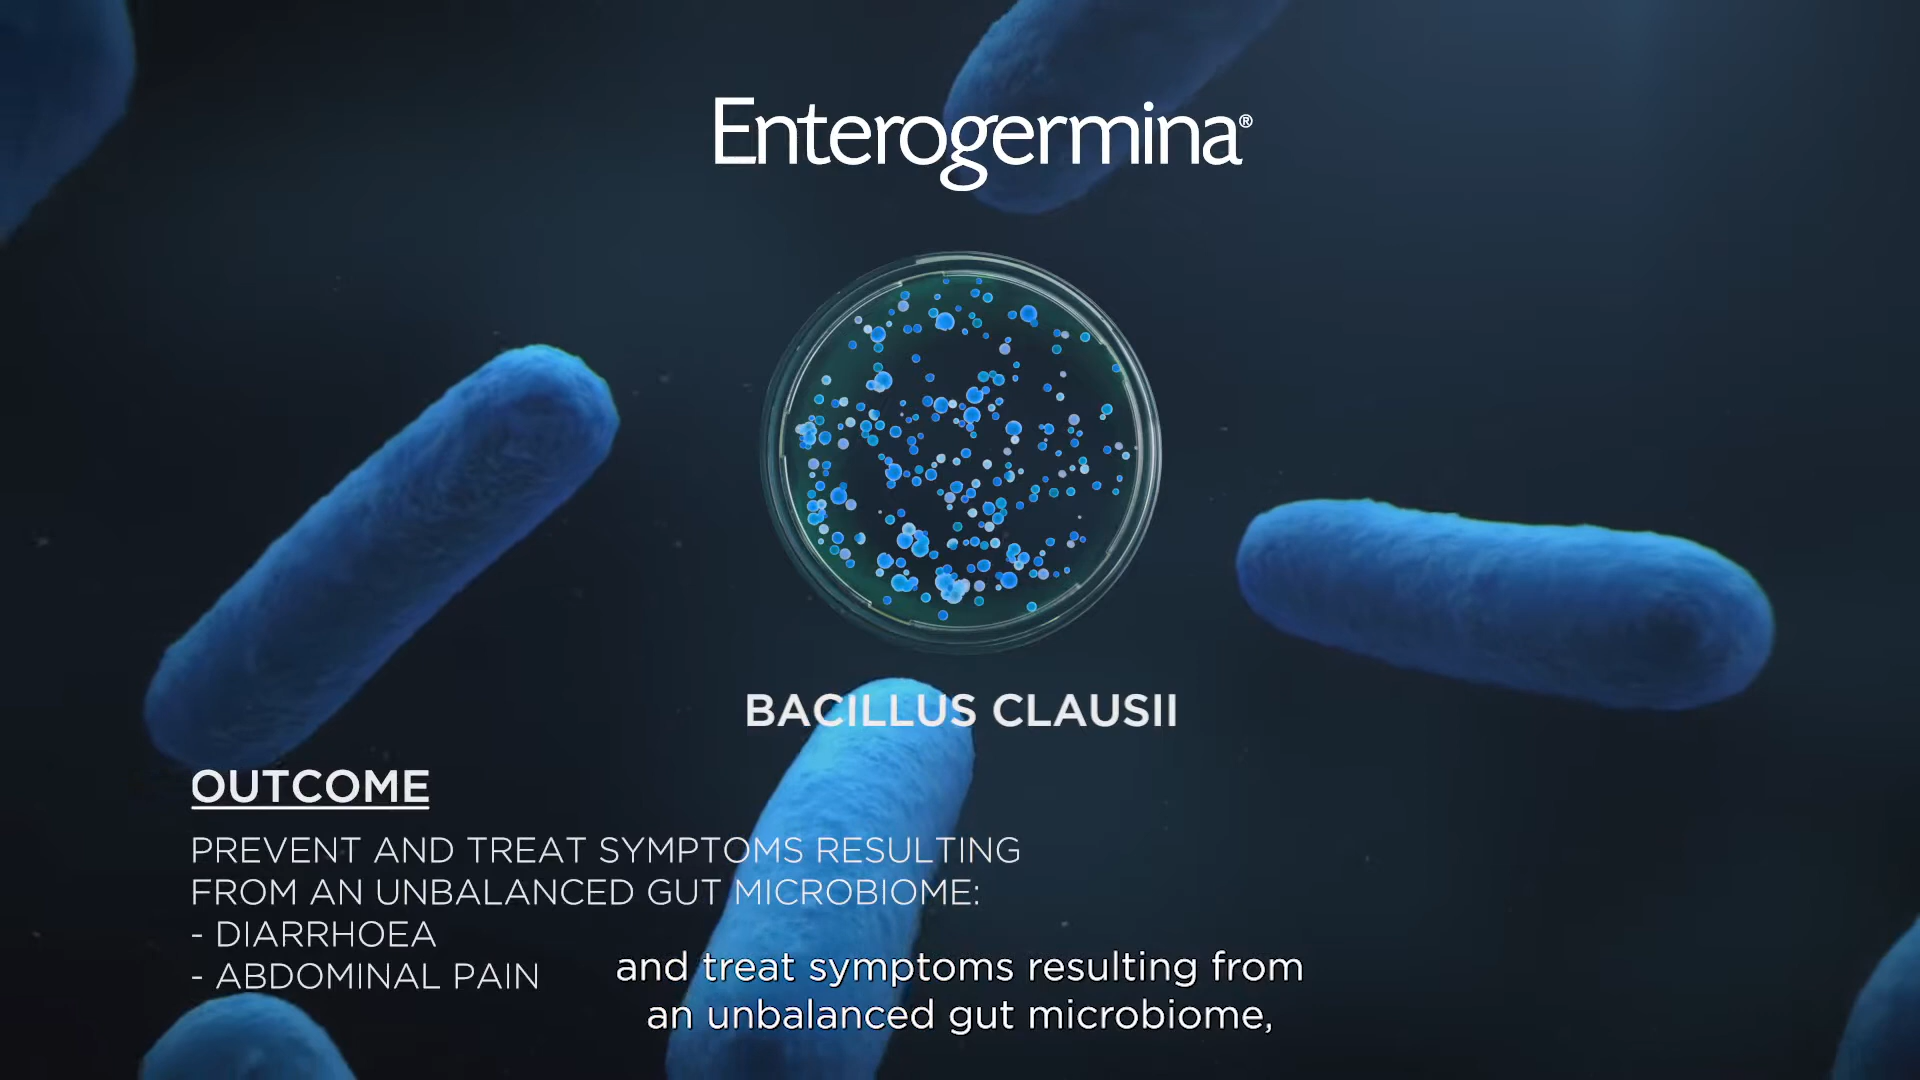 Enterogermina®
BACILLUS CLAUSII
OUTCOME
PREVENT AND TREAT SYMPTOMS RESULTING
FROM AN UNBALANCED GUT MICROBIOME:
- DIARRHOEA
- ABDOMINAL PAIN
and treat symptoms resulting from
an unbalanced gut microbiome,